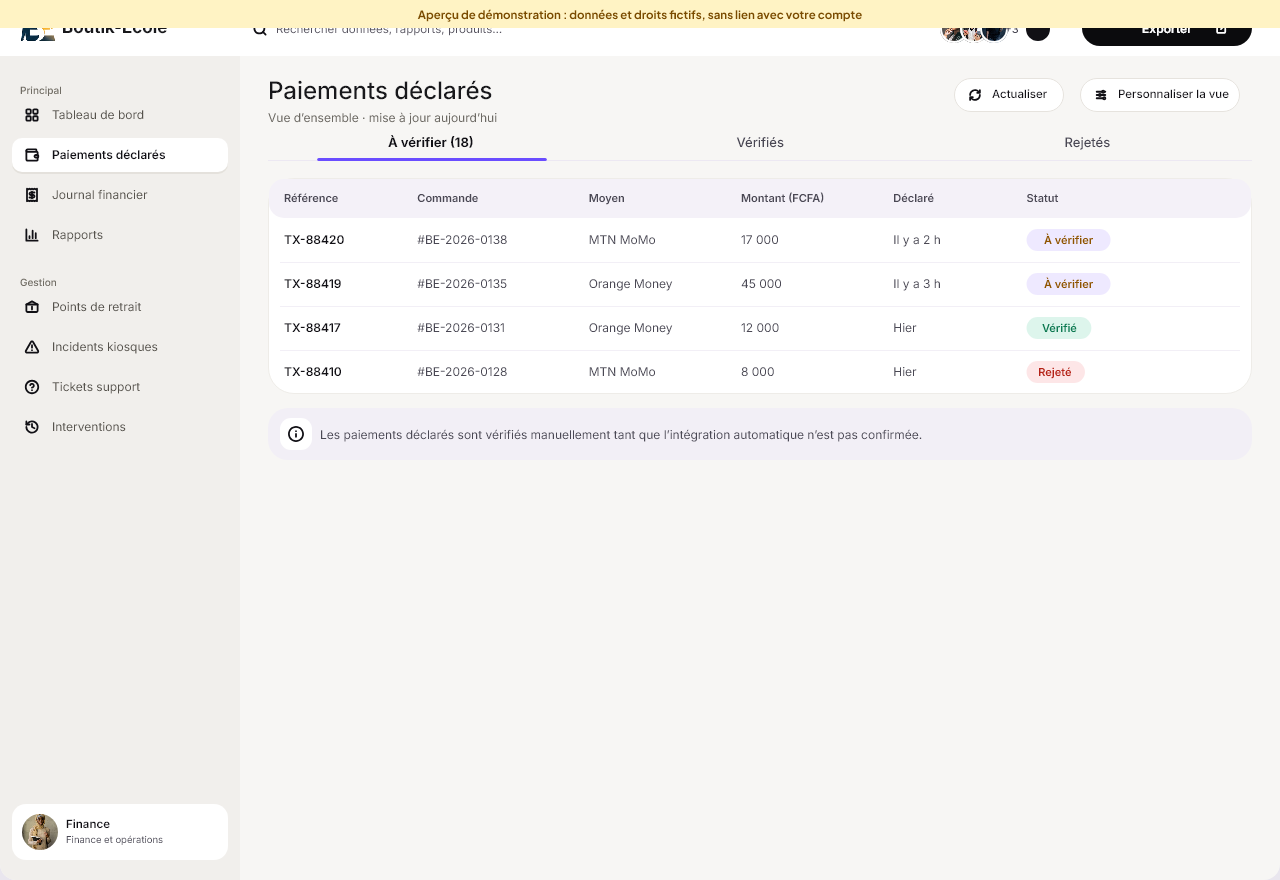 Aperçu de démonstration : données et droits fictifs, sans lien avec votre compte
Boutik-École
Rechercher données, rapports, produits...
+3
Exporter
Principal
Tableau de bord
Paiements déclarés
Journal financier
Rapports
Gestion
Points de retrait
Incidents kiosques
Tickets support
Interventions
Finance
Finance et opérations
Paiements déclarés
Vue d’ensemble · mise à jour aujourd’hui
Actualiser
Personnaliser la vue
À vérifier (18) Vérifiés Rejetés
Référence Commande Moyen Montant (FCFA) Déclaré Statut
TX-88420 #BE-2026-0138 MTN MoMo 17 000 Il y a 2 h À vérifier
TX-88419 #BE-2026-0135 Orange Money 45 000 Il y a 3 h À vérifier
TX-88417 #BE-2026-0131 Orange Money 12 000 Hier Vérifié
TX-88410 #BE-2026-0128 MTN MoMo 8 000 Hier Rejeté
Les paiements déclarés sont vérifiés manuellement tant que l’intégration automatique n’est pas confirmée.